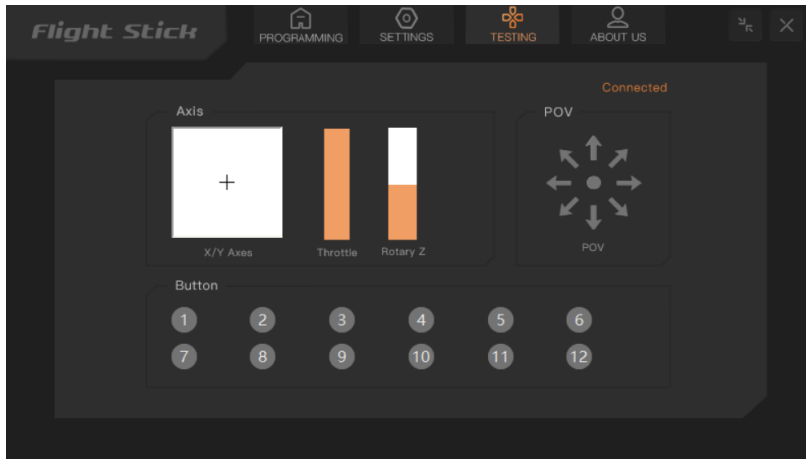 Flight Stick
PROGRAMMING
SETTINGS
TESTING
ABOUT US
Connected
Axis
POV
X/Y Axes
Throttle
Rotary Z
POV
Button
1 2 3 4 5 6
7 8 9 10 11 12